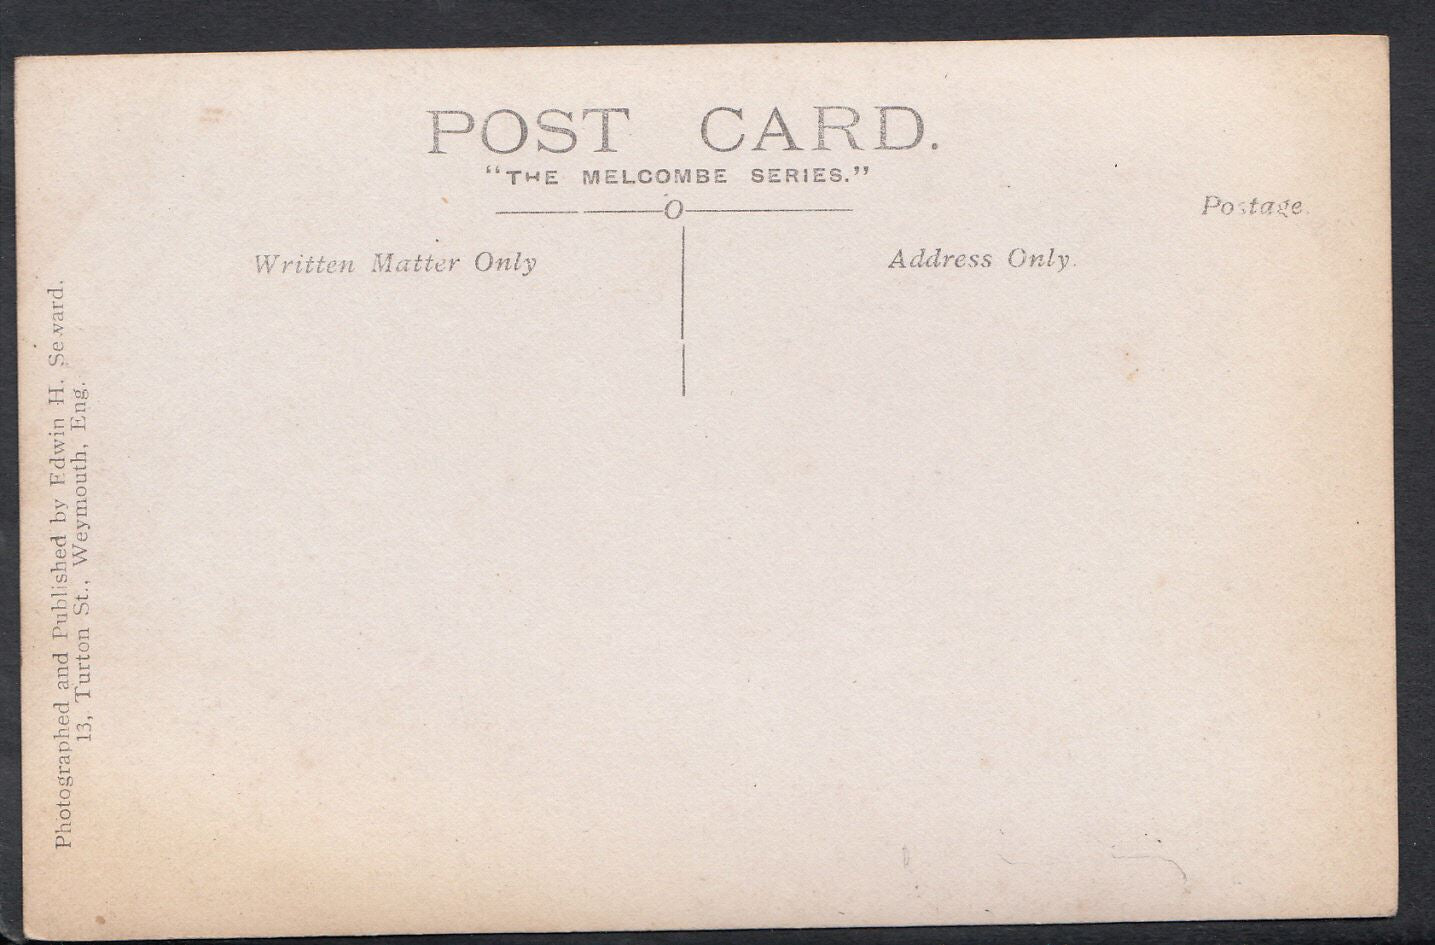 POST CARD.
“THE MELCOMBE SERIES.”
Postage.
Written Matter Only
Address Only.
Photographed and Published by Edwin H. Seward.
13, Turton St., Weymouth, Eng.